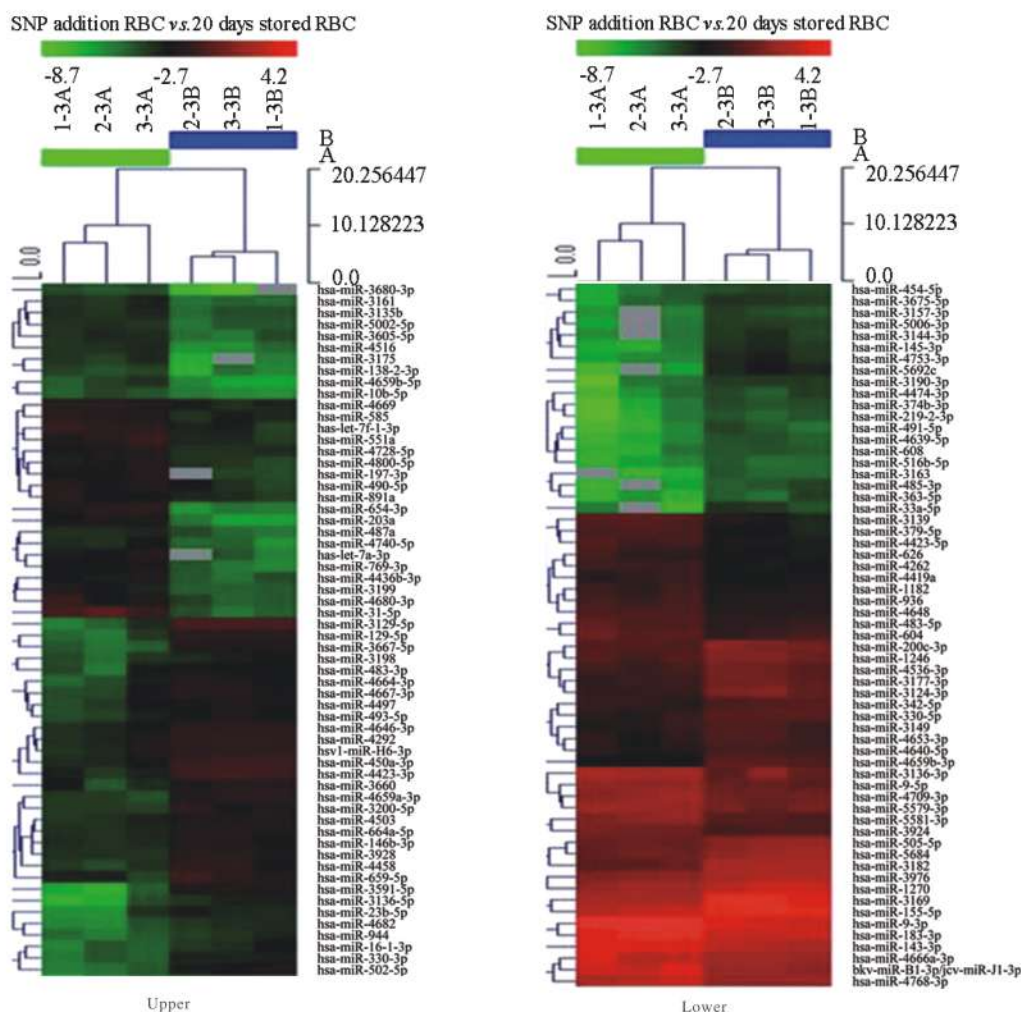 SNP addition RBC v.s.20 days stored RBC
-8.7 -2.7 4.2
1-3A 2-3A 3-3A 2-3B 3-3B 1-3B
B
A
20.256447
10.128223
0.0
0.0
hsa-miR-3680-3p
hsa-miR-3161
hsa-miR-3135b
hsa-miR-5002-5p
hsa-miR-3605-5p
hsa-miR-4516
hsa-miR-3175
hsa-miR-138-2-3p
hsa-miR-4659b-5p
hsa-miR-10b-5p
hsa-miR-4669
hsa-miR-585
has-let-7f-1-3p
hsa-miR-551a
hsa-miR-4728-5p
hsa-miR-4800-5p
hsa-miR-197-3p
hsa-miR-490-5p
hsa-miR-891a
hsa-miR-654-3p
hsa-miR-203a
hsa-miR-487a
hsa-miR-4740-5p
has-let-7a-3p
hsa-miR-769-3p
hsa-miR-4436b-3p
hsa-miR-3199
hsa-miR-4680-3p
hsa-miR-31-5p
hsa-miR-3129-5p
hsa-miR-129-5p
hsa-miR-3667-5p
hsa-miR-3198
hsa-miR-483-3p
hsa-miR-4664-3p
hsa-miR-4667-3p
hsa-miR-4497
hsa-miR-493-5p
hsa-miR-4646-3p
hsa-miR-4292
hsv1-miR-H6-3p
hsa-miR-450a-3p
hsa-miR-4423-3p
hsa-miR-3660
hsa-miR-4659a-3p
hsa-miR-3200-5p
hsa-miR-4503
hsa-miR-664a-5p
hsa-miR-146b-3p
hsa-miR-3928
hsa-miR-4458
hsa-miR-659-5p
hsa-miR-3591-5p
hsa-miR-3136-5p
hsa-miR-23b-5p
hsa-miR-4682
hsa-miR-944
hsa-miR-16-1-3p
hsa-miR-330-3p
hsa-miR-502-5p
Upper
SNP addition RBC v.s.20 days stored RBC
-8.7 -2.7 4.2
1-3A 2-3A 3-3A 2-3B 3-3B 1-3B
B
A
20.256447
10.128223
0.0
0.0
hsa-miR-454-5p
hsa-miR-3675-5p
hsa-miR-3157-3p
hsa-miR-5006-3p
hsa-miR-3144-3p
hsa-miR-145-3p
hsa-miR-4753-3p
hsa-miR-5692c
hsa-miR-3190-3p
hsa-miR-4474-3p
hsa-miR-374b-3p
hsa-miR-219-2-3p
hsa-miR-491-5p
hsa-miR-4639-5p
hsa-miR-608
hsa-miR-516b-5p
hsa-miR-3163
hsa-miR-485-3p
hsa-miR-363-5p
hsa-miR-33a-5p
hsa-miR-3139
hsa-miR-379-5p
hsa-miR-4423-5p
hsa-miR-626
hsa-miR-4262
hsa-miR-4419a
hsa-miR-1182
hsa-miR-936
hsa-miR-4648
hsa-miR-483-5p
hsa-miR-604
hsa-miR-200c-3p
hsa-miR-1246
hsa-miR-4536-3p
hsa-miR-3177-3p
hsa-miR-3124-3p
hsa-miR-342-5p
hsa-miR-330-5p
hsa-miR-3149
hsa-miR-4653-3p
hsa-miR-4640-5p
hsa-miR-4659b-3p
hsa-miR-3136-3p
hsa-miR-9-5p
hsa-miR-4709-3p
hsa-miR-5579-3p
hsa-miR-5581-3p
hsa-miR-3924
hsa-miR-505-5p
hsa-miR-5684
hsa-miR-3182
hsa-miR-3976
hsa-miR-1270
hsa-miR-3169
hsa-miR-155-5p
hsa-miR-9-3p
hsa-miR-183-3p
hsa-miR-143-3p
hsa-miR-4666a-3p
bkv-miR-B1-3p/jcv-miR-J1-3p
hsa-miR-4768-3p
Lower